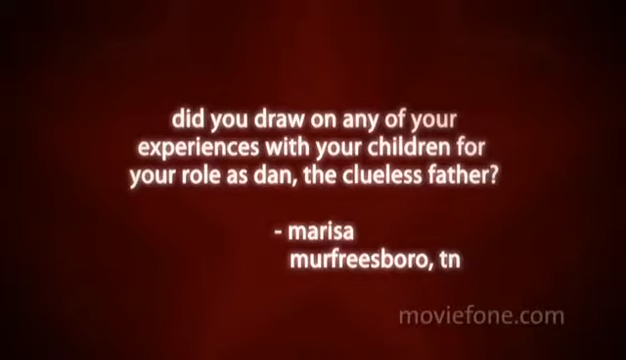 did you draw on any of your
experiences with your children for
your role as dan, the clueless father?
- marisa
murfreesboro, tn
moviefone.com